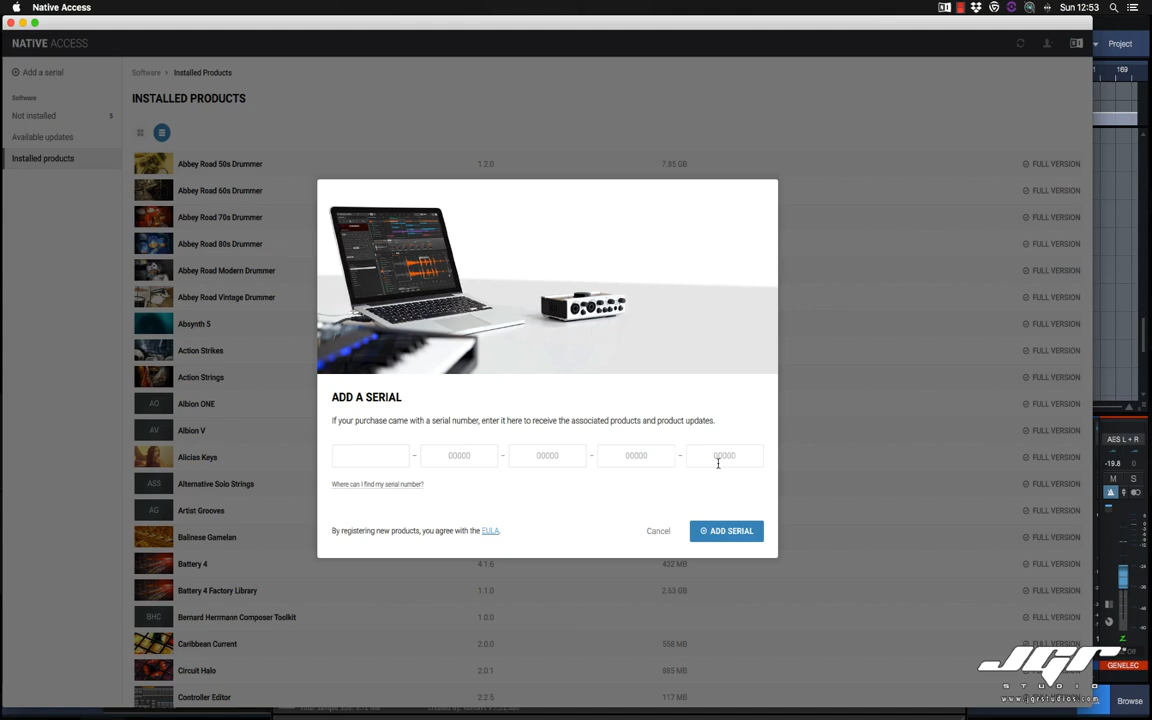 Native Access
Sun 12:53
NATIVE ACCESS
Project
Add a serial
Software
Not installed
5
Available updates
Installed products
Software > Installed Products
INSTALLED PRODUCTS
169
Abbey Road 50s Drummer
1.2.0
7.85 GB
FULL VERSION
Abbey Road 60s Drummer
FULL VERSION
Abbey Road 70s Drummer
FULL VERSION
Abbey Road 80s Drummer
FULL VERSION
Abbey Road Modern Drummer
FULL VERSION
Abbey Road Vintage Drummer
FULL VERSION
Absynth 5
FULL VERSION
Action Strikes
FULL VERSION
Action Strings
FULL VERSION
AO
Albion ONE
FULL VERSION
AV
Albion V
FULL VERSION
Alicias Keys
FULL VERSION
ASS
Alternative Solo Strings
FULL VERSION
Artist Grooves
FULL VERSION
Balinese Gamelan
FULL VERSION
Battery 4
4.1.6
432 MB
FULL VERSION
Battery 4 Factory Library
1.1.0
2.63 GB
FULL VERSION
BHC
Bernard Herrmann Composer Toolkit
1.0.0
FULL VERSION
Caribbean Current
2.0.0
558 MB
FULL VERSION
Circuit Halo
2.0.1
885 MB
Controller Editor
2.2.5
117 MB
ADD A SERIAL
If your purchase came with a serial number, enter it here to receive the associated products and product updates.
– 00000 – 00000 – 00000 – 00000
Where can I find my serial number?
By registering new products, you agree with the EULA.
Cancel
ADD SERIAL
AES L + R
-19.8 0
M S
GENELEC
Browse
JGR
STUDIO
www.jgrstudios.com